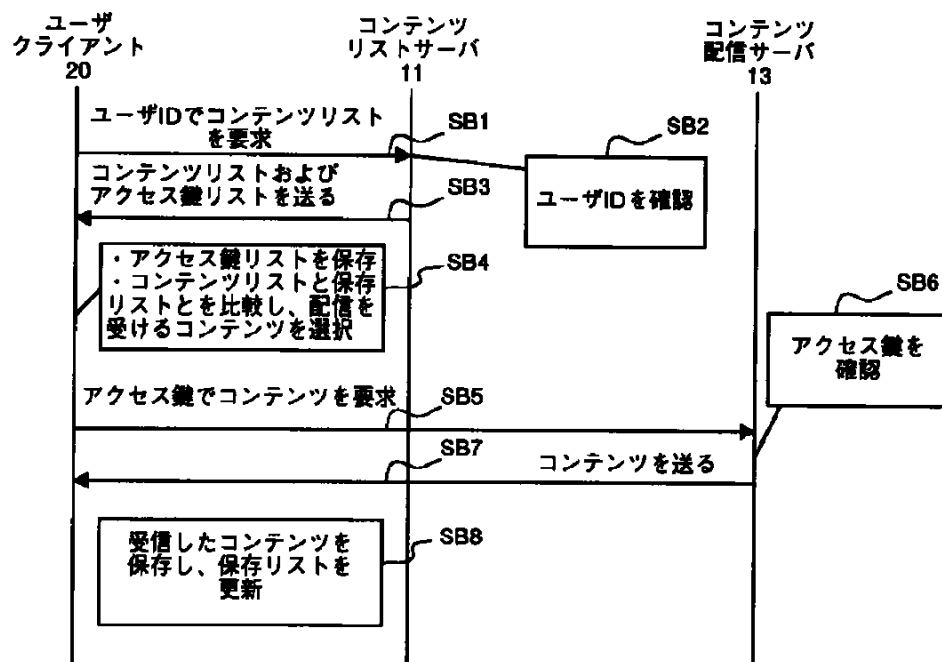 ユーザ
クライアント
20
コンテンツ
リストサーバ
11
コンテンツ
配信サーバ
13
ユーザIDでコンテンツリスト
を要求
SB1
SB2
ユーザIDを確認
コンテンツリストおよび
アクセス鍵リストを送る
SB3
・アクセス鍵リストを保存
・コンテンツリストと保存
リストとを比較し、配信を
受けるコンテンツを選択
SB4
SB6
アクセス鍵を
確認
アクセス鍵でコンテンツを要求
SB5
SB7
コンテンツを送る
受信したコンテンツを
保存し、保存リストを
更新
SB8